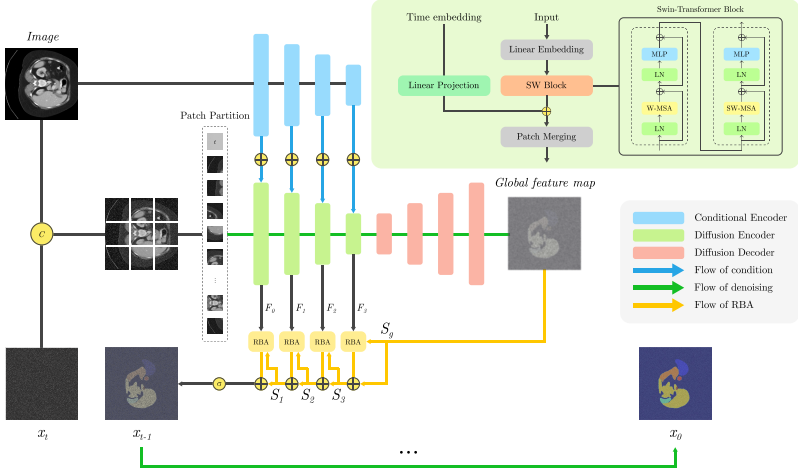 Swin-Transformer Block
Time embedding
Input
Linear Embedding
Linear Projection
SW Block
Patch Merging
MLP
LN
W-MSA
LN
MLP
LN
SW-MSA
LN
Image
Patch Partition
t
C
Global feature map
Conditional Encoder
Diffusion Encoder
Diffusion Decoder
Flow of condition
Flow of denoising
Flow of RBA
F0
F1
F2
F3
RBA
RBA
RBA
RBA
Sg
σ
S1
S2
S3
xt
xt-1
x0
...